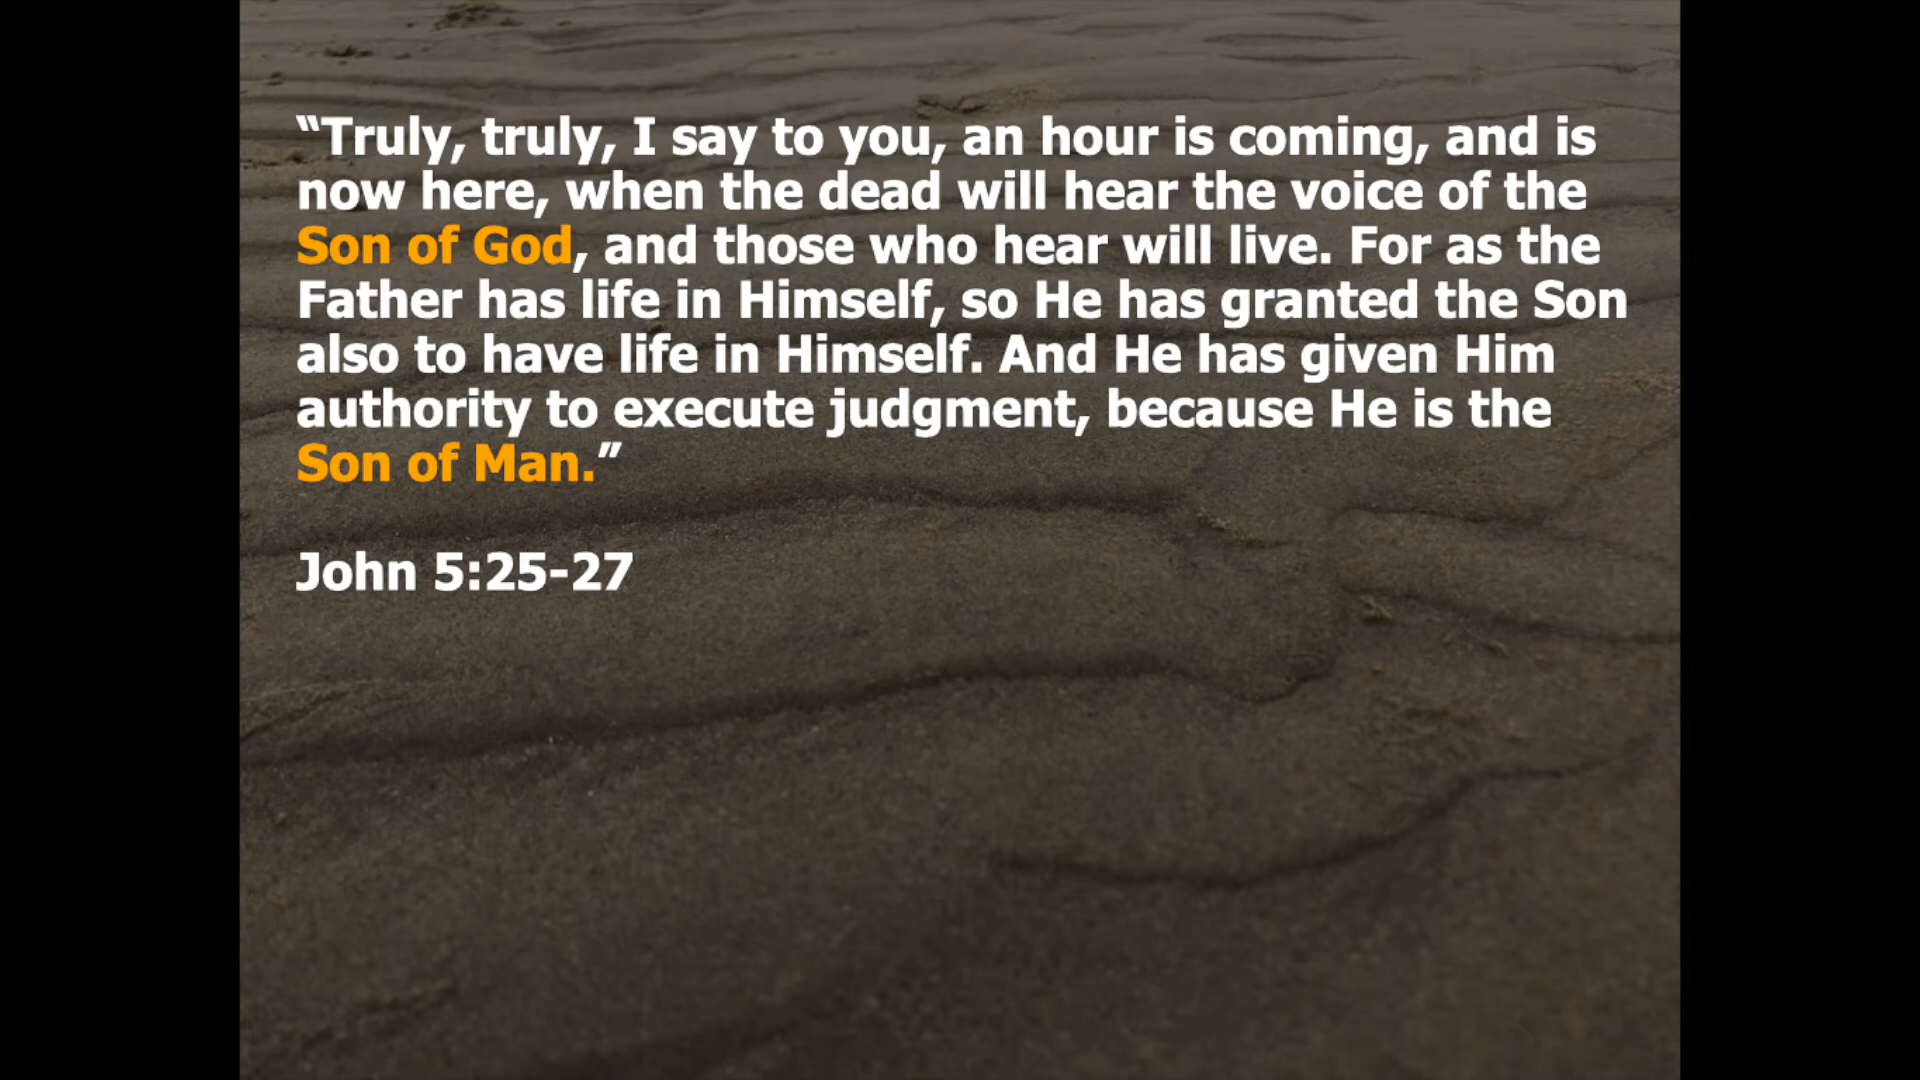 “Truly, truly, I say to you, an hour is coming, and is
now here, when the dead will hear the voice of the
Son of God, and those who hear will live. For as the
Father has life in Himself, so He has granted the Son
also to have life in Himself. And He has given Him
authority to execute judgment, because He is the
Son of Man.”
John 5:25-27